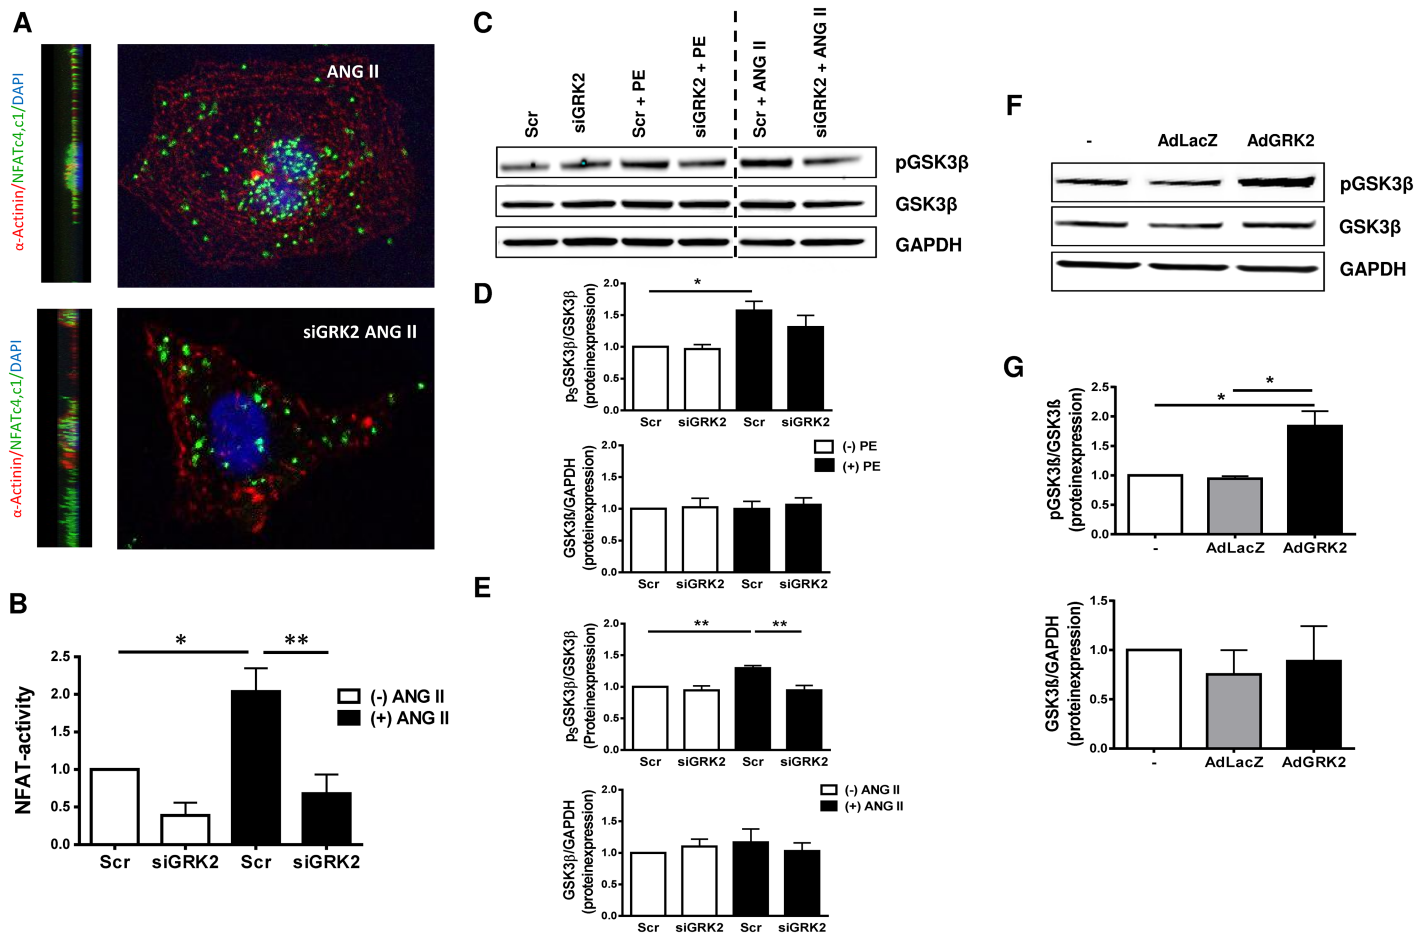 A
α-Actinin/NFATc4,c1/DAPI
ANG II
α-Actinin/NFATc4,c1/DAPI
siGRK2 ANG II
B
NFAT-activity
2.5
2.0
1.5
1.0
0.5
0.0
*
**
Scr
siGRK2
Scr
siGRK2
(-) ANG II
(+) ANG II
C
Scr
siGRK2
Scr + PE
siGRK2 + PE
Scr + ANG II
siGRK2 + ANG II
pGSK3β
GSK3β
GAPDH
D
pSGSK3β/GSK3β
(proteinexpression)
2.0
1.5
1.0
0.5
0.0
*
Scr
siGRK2
Scr
siGRK2
(-) PE
(+) PE
GSK3ß/GAPDH
(proteinexpression)
2.0
1.5
1.0
0.5
0.0
Scr
siGRK2
Scr
siGRK2
E
pSGSK3β/GSK3β
(Proteinexpression)
2.0
1.5
1.0
0.5
0.0
**
**
Scr
siGRK2
Scr
siGRK2
(-) ANG II
(+) ANG II
GSK3β/GAPDH
(proteinexpression)
2.0
1.5
1.0
0.5
0.0
Scr
siGRK2
Scr
siGRK2
F
-
AdLacZ
AdGRK2
pGSK3β
GSK3β
GAPDH
G
pGSK3ß/GSK3ß
(proteinexpression)
2.5
2.0
1.5
1.0
0.5
0.0
*
*
-
AdLacZ
AdGRK2
GSK3ß/GAPDH
(proteinexpression)
1.5
1.0
0.5
0.0
-
AdLacZ
AdGRK2